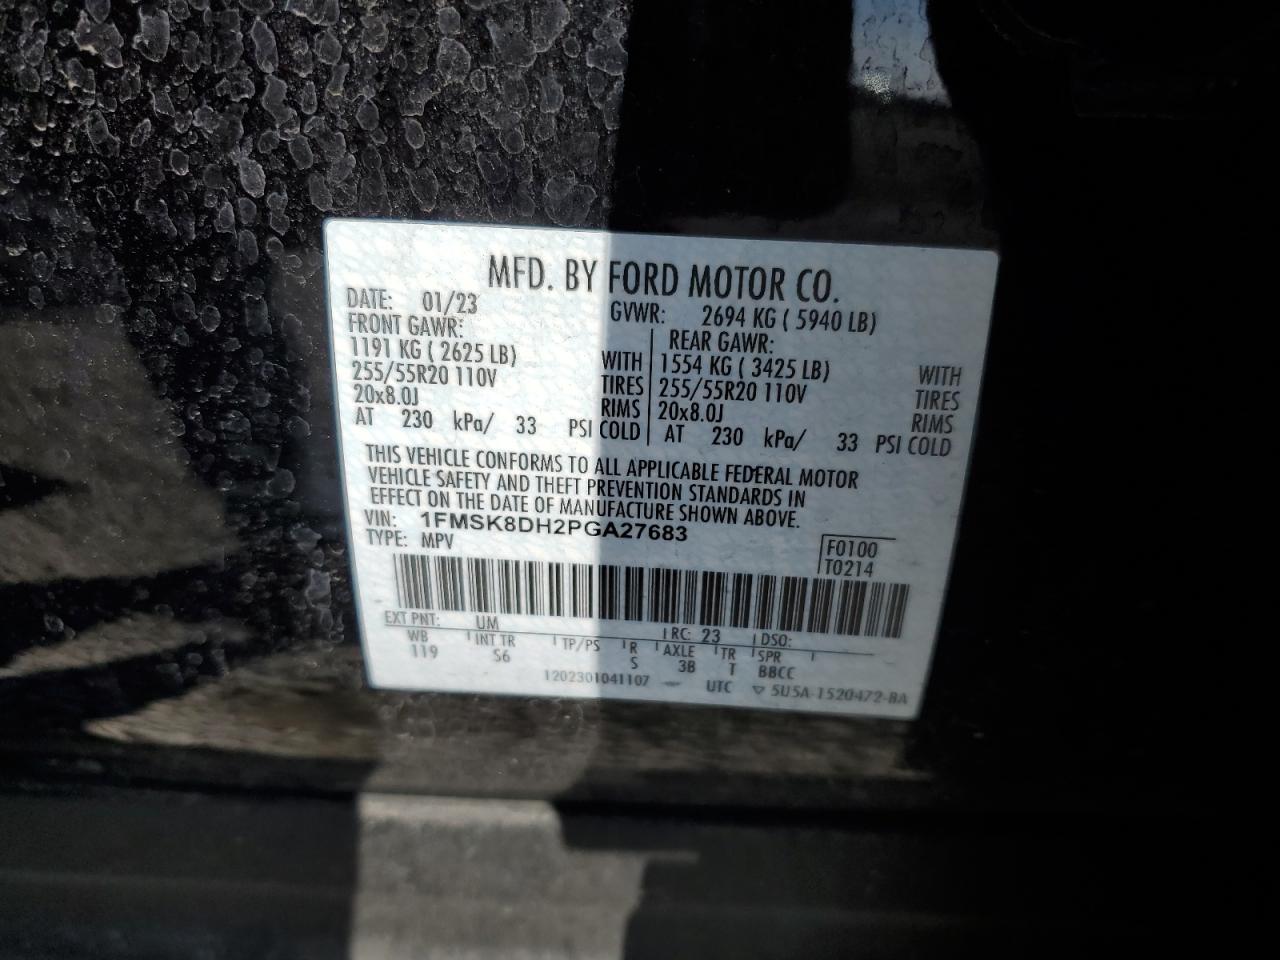 MFD. BY FORD MOTOR CO.
DATE: 01/23 GVWR: 2694 KG ( 5940 LB)
FRONT GAWR: REAR GAWR:
1191 KG ( 2625 LB) WITH 1554 KG ( 3425 LB) WITH
255/55R20 110V TIRES 255/55R20 110V TIRES
20x8.0J RIMS 20x8.0J RIMS
AT 230 kPa/ 33 PSI COLD AT 230 kPa/ 33 PSI COLD
THIS VEHICLE CONFORMS TO ALL APPLICABLE FEDERAL MOTOR
VEHICLE SAFETY AND THEFT PREVENTION STANDARDS IN
EFFECT ON THE DATE OF MANUFACTURE SHOWN ABOVE.
VIN: 1FMSK8DH2PGA27683
TYPE: MPV
F0100
T0214
EXT PNT: UM RC: 23 DSO:
WB INT TR TP/PS R AXLE TR SPR
119 S6 S 3B T BBCC
1202301041107 UTC 5U5A-1520472-BA